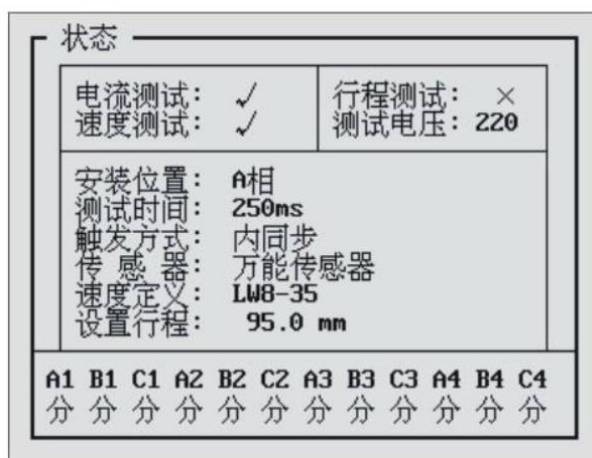 状态
电流测试： √ 行程测试： ×
速度测试： √ 测试电压：220
安装位置： A相
测试时间： 250ms
触发方式： 内同步
传 感 器： 万能传感器
速度定义： LW8-35
设置行程： 95.0 mm
A1 B1 C1 A2 B2 C2 A3 B3 C3 A4 B4 C4
分 分 分 分 分 分 分 分 分 分 分 分